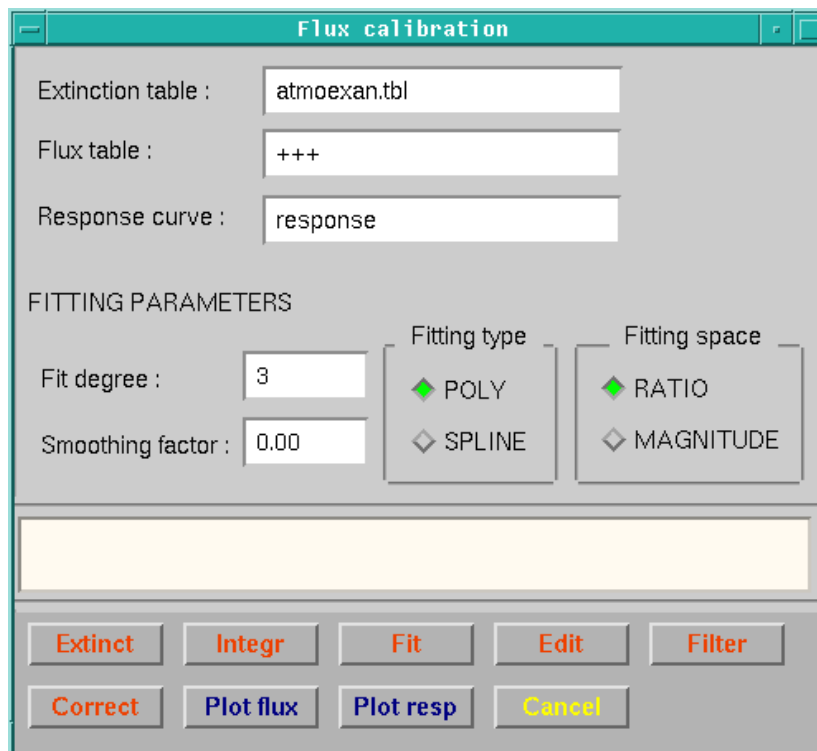 Flux calibration
Extinction table : atmoexan.tbl
Flux table : +++
Response curve : response
FITTING PARAMETERS
Fitting type Fitting space
Fit degree : 3 POLY RATIO
Smoothing factor : 0.00 SPLINE MAGNITUDE
Extinct Integr Fit Edit Filter
Correct Plot flux Plot resp Cancel